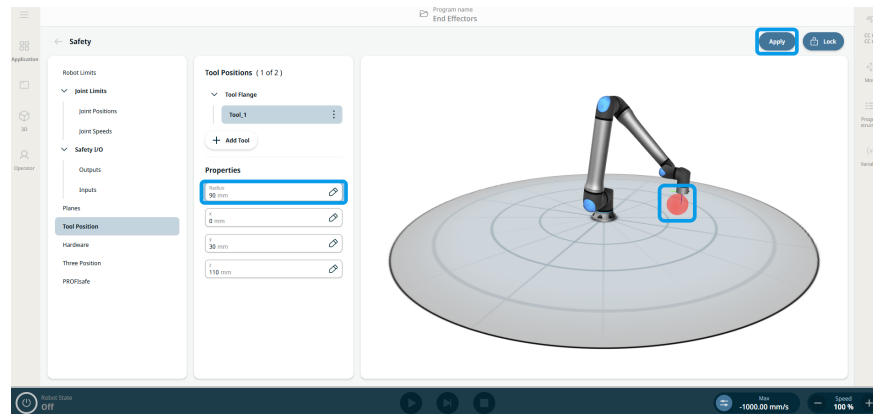 Program name
End Effectors
Application
3D
Operator
Safety
Apply
Lock
Robot Limits
Joint Limits
Joint Positions
Joint Speeds
Safety I/O
Outputs
Inputs
Planes
Tool Position
Hardware
Three Position
PROFIsafe
Tool Positions ( 1 of 2 )
Tool Flange
Tool_1
Add Tool
Properties
Radius
90 mm
X
0 mm
30 mm
110 mm
Robot State
Off
Max
-1000.00 mm/s
Speed
100 %